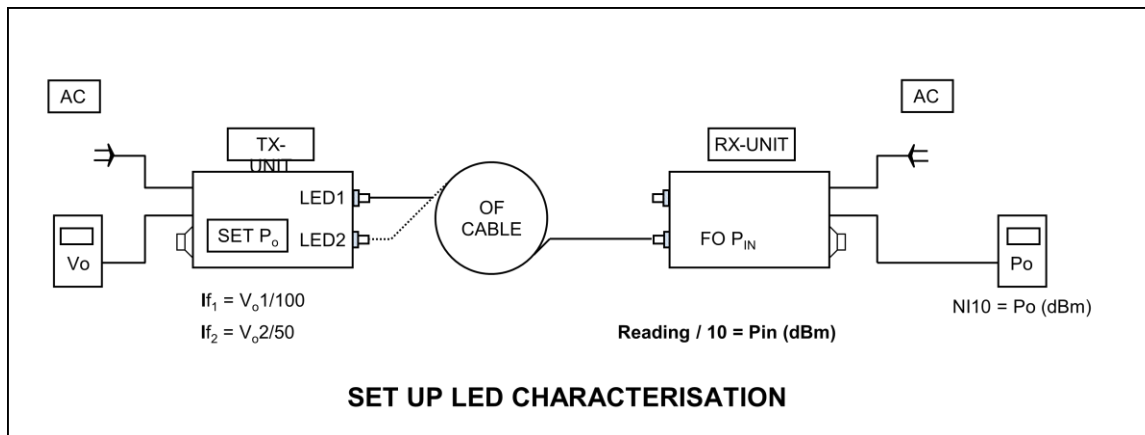 AC
AC
TX-
UNIT
RX-UNIT
LED1
OF
CABLE
SET Po
LED2
FO PIN
Vo
Po
If1 = Vo1/100
NI10 = Po (dBm)
If2 = Vo2/50
Reading / 10 = Pin (dBm)
SET UP LED CHARACTERISATION